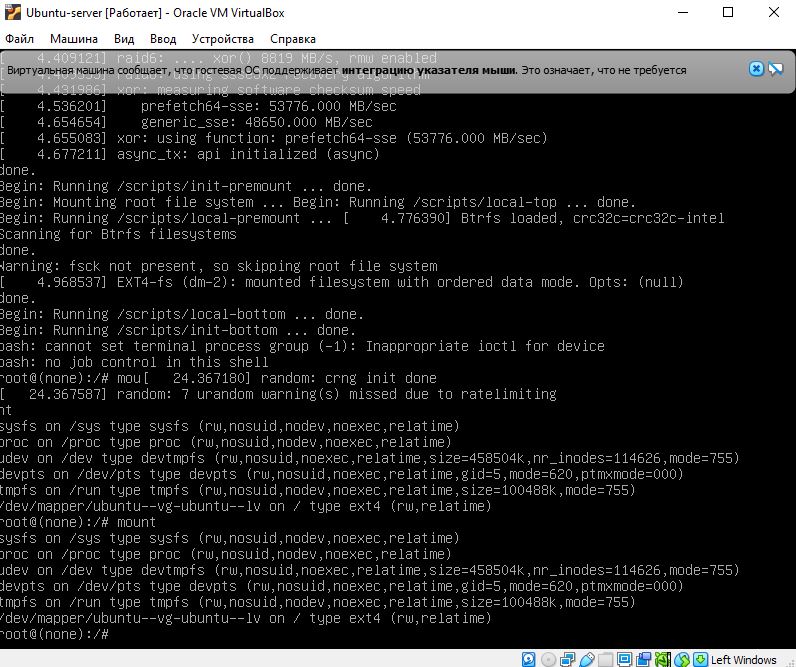 Ubuntu-server [Работает] - Oracle VM VirtualBox
Файл Машина Вид Ввод Устройства Справка
4.409121] raid6: .... xor() 8819 MB/s, rmw enabled
Виртуальная машина сообщает, что гостевая ОС поддерживает интеграцию указателя мыши. Это означает, что не требуется
[ 4.431986] xor: measuring software checksum speed
[ 4.536201] prefetch64-sse: 53776.000 MB/sec
[ 4.654654] generic_sse: 48650.000 MB/sec
[ 4.655083] xor: using function: prefetch64-sse (53776.000 MB/sec)
[ 4.677211] async_tx: api initialized (async)
done.
Begin: Running /scripts/init-premount ... done.
Begin: Mounting root file system ... Begin: Running /scripts/local-top ... done.
Begin: Running /scripts/local-premount ... [ 4.776390] Btrfs loaded, crc32c=crc32c-intel
Scanning for Btrfs filesystems
done.
Warning: fsck not present, so skipping root file system
[ 4.968537] EXT4-fs (dm-2): mounted filesystem with ordered data mode. Opts: (null)
done.
Begin: Running /scripts/local-bottom ... done.
Begin: Running /scripts/init-bottom ... done.
bash: cannot set terminal process group (-1): Inappropriate ioctl for device
bash: no job control in this shell
root@(none):/# mou[ 24.367180] random: crng init done
[ 24.367587] random: 7 urandom warning(s) missed due to ratelimiting
nt
sysfs on /sys type sysfs (rw,nosuid,nodev,noexec,relatime)
proc on /proc type proc (rw,nosuid,nodev,noexec,relatime)
udev on /dev type devtmpfs (rw,nosuid,noexec,relatime,size=458504k,nr_inodes=114626,mode=755)
devpts on /dev/pts type devpts (rw,nosuid,noexec,relatime,gid=5,mode=620,ptmxmode=000)
tmpfs on /run type tmpfs (rw,nosuid,noexec,relatime,size=100488k,mode=755)
/dev/mapper/ubuntu--vg-ubuntu--lv on / type ext4 (rw,relatime)
root@(none):/# mount
sysfs on /sys type sysfs (rw,nosuid,nodev,noexec,relatime)
proc on /proc type proc (rw,nosuid,nodev,noexec,relatime)
udev on /dev type devtmpfs (rw,nosuid,noexec,relatime,size=458504k,nr_inodes=114626,mode=755)
devpts on /dev/pts type devpts (rw,nosuid,noexec,relatime,gid=5,mode=620,ptmxmode=000)
tmpfs on /run type tmpfs (rw,nosuid,noexec,relatime,size=100488k,mode=755)
/dev/mapper/ubuntu--vg-ubuntu--lv on / type ext4 (rw,relatime)
root@(none):/#
Left Windows